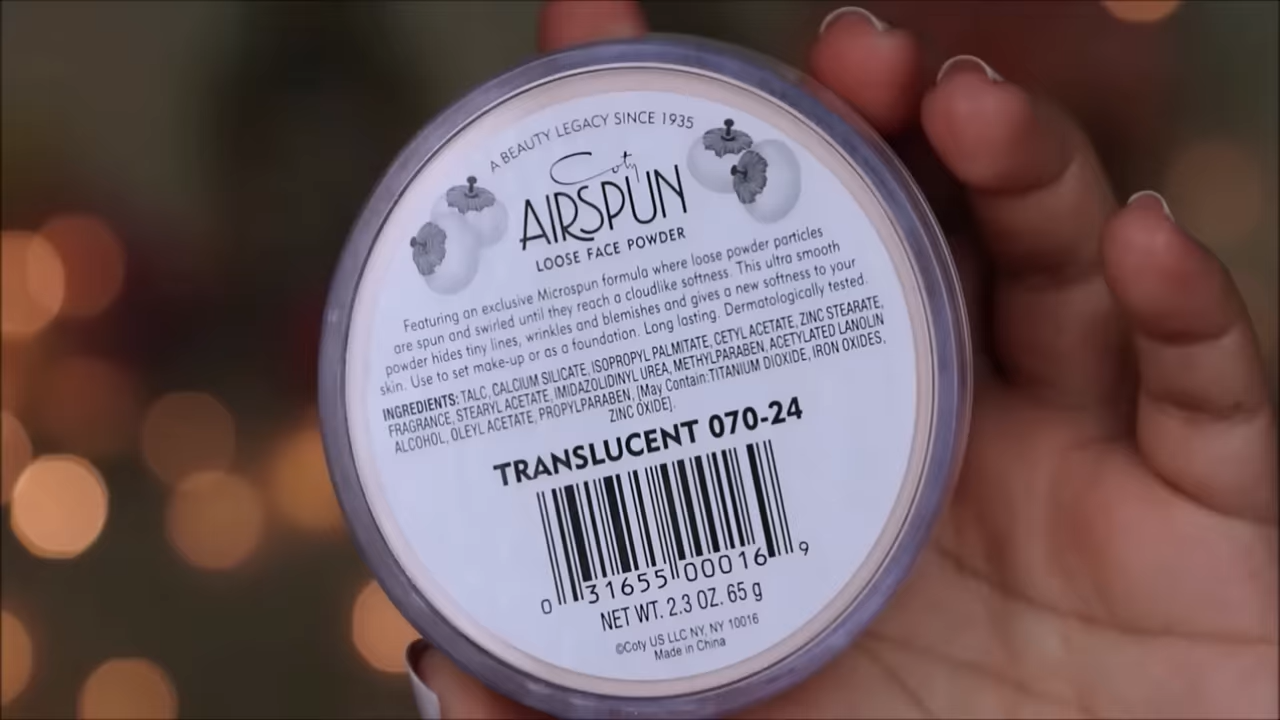 A BEAUTY LEGACY SINCE 1935
Coty
AIRSPUN
LOOSE FACE POWDER
Featuring an exclusive Microspun formula where loose powder particles
are spun and swirled until they reach a cloudlike softness. This ultra smooth
powder hides tiny lines, wrinkles and blemishes and gives a new softness to your
skin. Use to set make-up or as a foundation. Long lasting. Dermatologically tested.
INGREDIENTS: TALC, CALCIUM SILICATE, ISOPROPYL PALMITATE, CETYL ACETATE, ZINC STEARATE,
FRAGRANCE, STEARYL ACETATE, IMIDAZOLIDINYL UREA, METHYLPARABEN, ACETYLATED LANOLIN
ALCOHOL, OLEYL ACETATE, PROPYLPARABEN, [May Contain:TITANIUM DIOXIDE, IRON OXIDES,
ZINC OXIDE].
TRANSLUCENT 070-24
0 31655 00016 9
NET WT. 2.3 OZ. 65 g
©Coty US LLC NY, NY 10016
Made in China